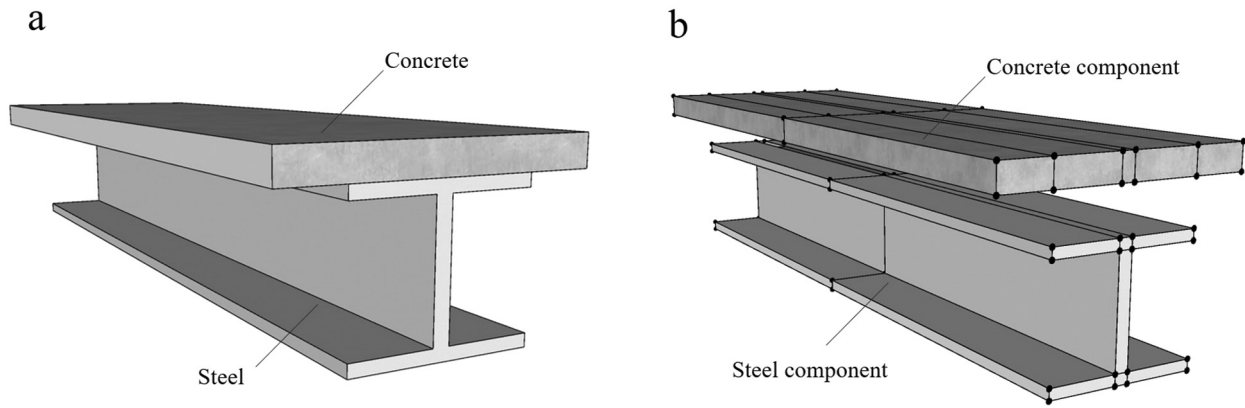 a
Concrete
Steel
b
Concrete component
Steel component